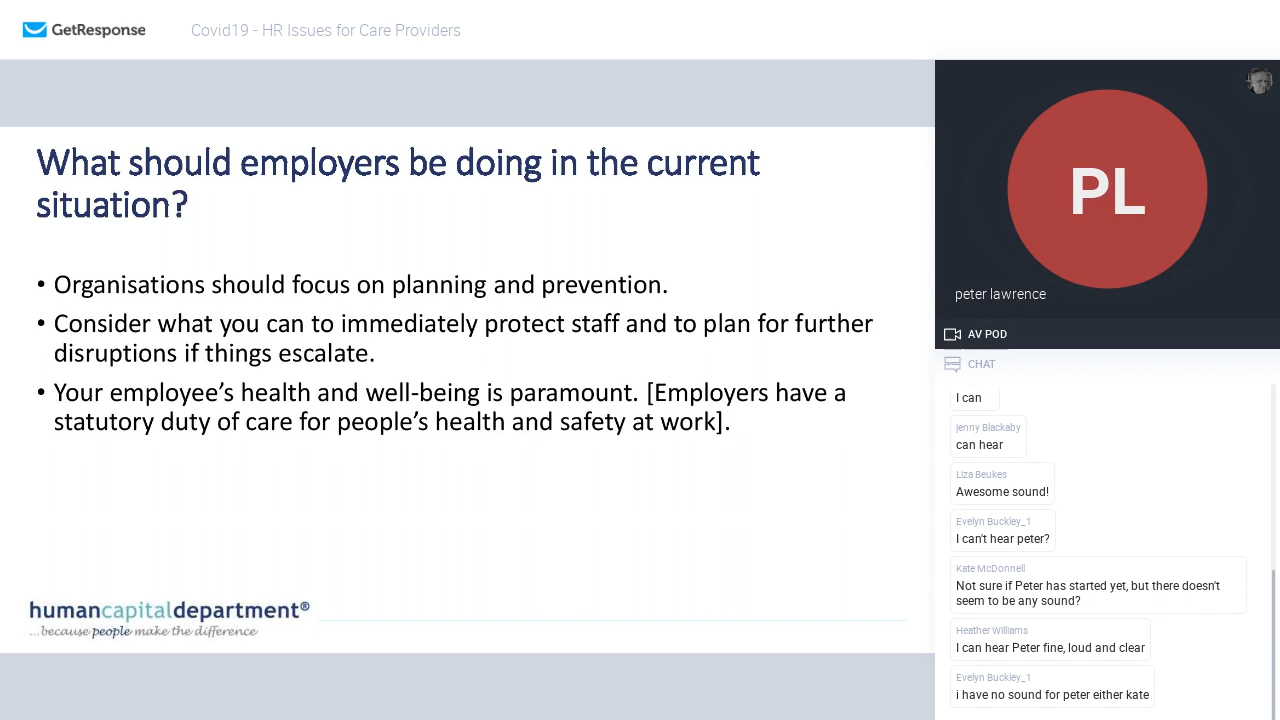 GetResponse
Covid19 - HR Issues for Care Providers
What should employers be doing in the current
situation?
• Organisations should focus on planning and prevention.
• Consider what you can to immediately protect staff and to plan for further
disruptions if things escalate.
• Your employee’s health and well-being is paramount. [Employers have a
statutory duty of care for people’s health and safety at work].
humancapitaldepartment®
...because people make the difference
PL
peter lawrence
AV POD
CHAT
I can
jenny Blackaby
can hear
Liza Beukes
Awesome sound!
Evelyn Buckley_1
I can't hear peter?
Kate McDonnell
Not sure if Peter has started yet, but there doesn't
seem to be any sound?
Heather Williams
I can hear Peter fine, loud and clear
Evelyn Buckley_1
i have no sound for peter either kate